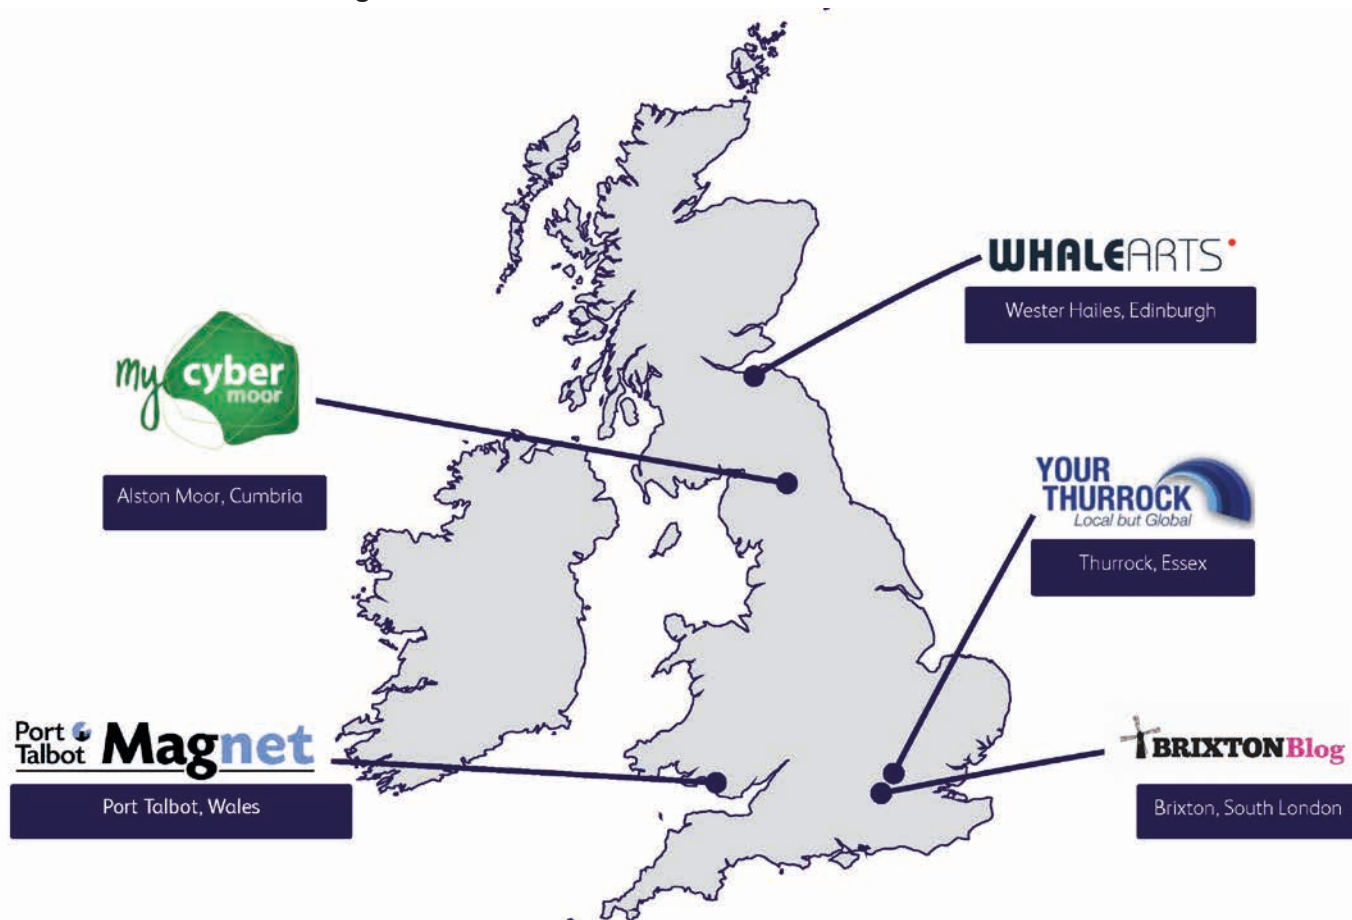 WHALEARTS
Wester Hailes, Edinburgh
my cyber
moor
Alston Moor, Cumbria
YOUR
THURROCK
Local but Global
Thurrock, Essex
Port
Talbot
Magnet
Port Talbot, Wales
BRIXTONBlog
Brixton, South London